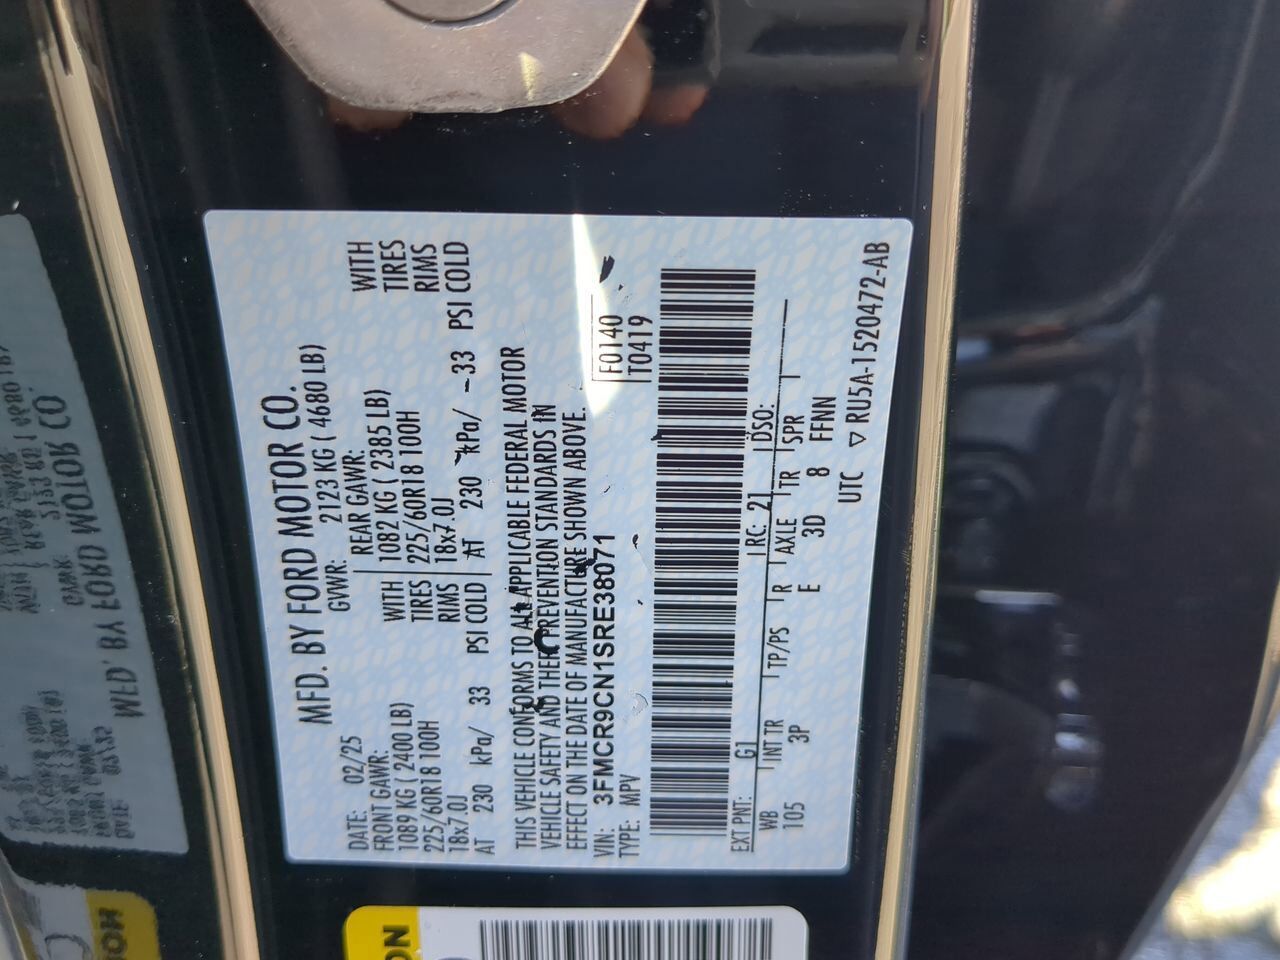 MFD. BY FORD MOTOR CO.
DATE: 02/25 GVWR: 2123 KG ( 4680 LB)
FRONT GAWR: REAR GAWR:
1089 KG ( 2400 LB) WITH 1082 KG ( 2385 LB) WITH
225/60R18 100H TIRES 225/60R18 100H TIRES
18x7.0J RIMS 18x7.0J RIMS
AT 230 kPa/ 33 PSI COLD AT 230 kPa/ 33 PSI COLD
THIS VEHICLE CONFORMS TO ALL APPLICABLE FEDERAL MOTOR
VEHICLE SAFETY AND THEFT PREVENTION STANDARDS IN
EFFECT ON THE DATE OF MANUFACTURE SHOWN ABOVE.
VIN: 3FMCR9CN1SRE38071 F0140
TYPE: MPV T0419
EXT PNT: G1 RC: 21 DSO:
WB INT TR TP/PS R AXLE TR SPR
105 3P E 3D 8 FFNN
UTC ▽ RU5A-1520472-AB
ON